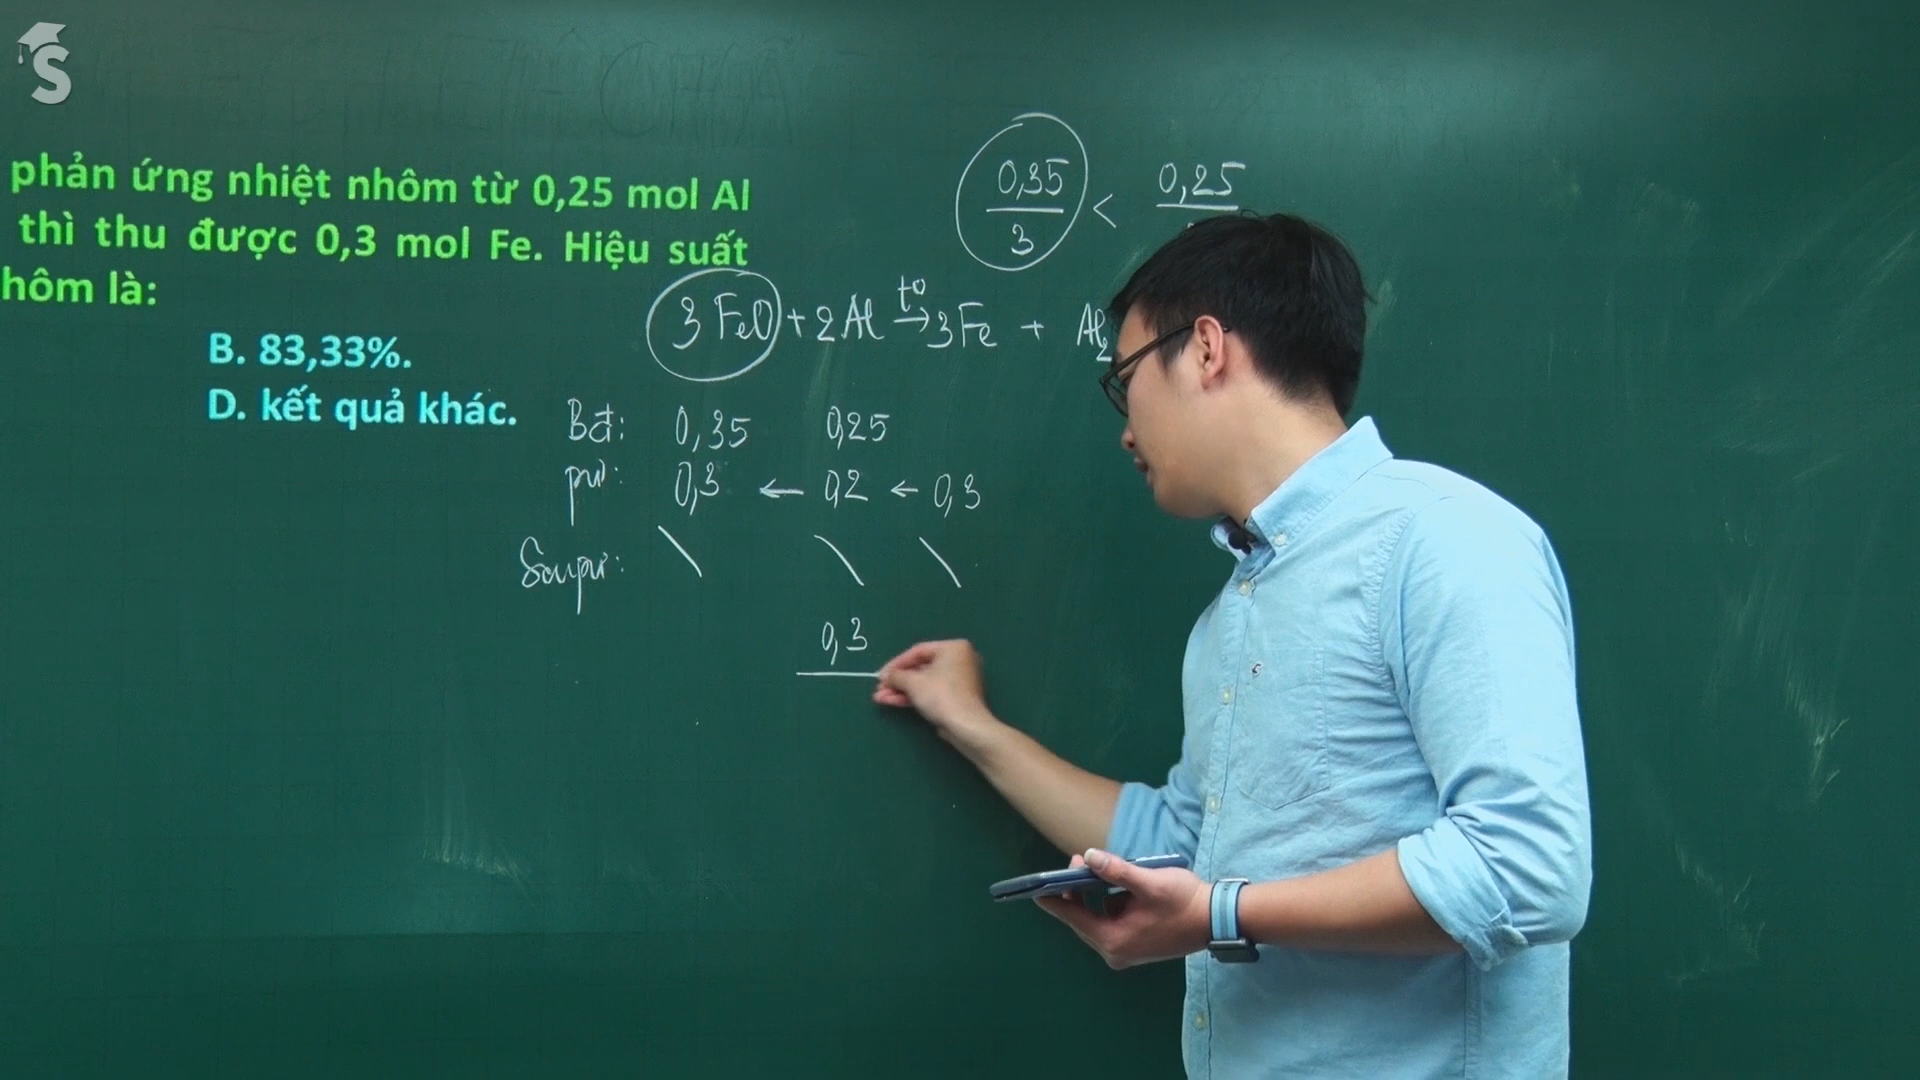 S
phản ứng nhiệt nhôm từ 0,25 mol Al
thì thu được 0,3 mol Fe. Hiệu suất
hôm là:
B. 83,33%.
D. kết quả khác.
0,35/3 < 0,25
3FeO + 2Al t° → 3Fe + Al2
Bđ: 0,35 0,25
pư: 0,3 ← 0,2 ← 0,3
Saupư: \ \ \
0,3